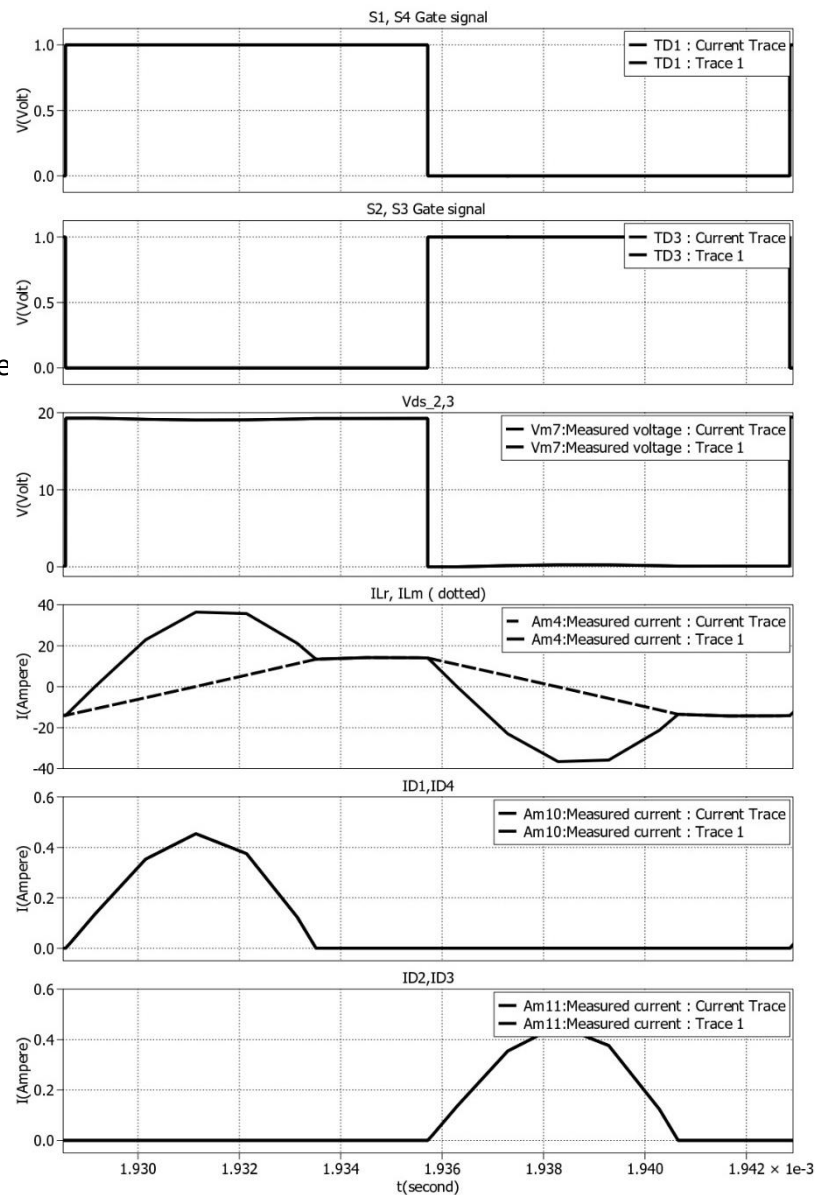 S1, S4 Gate signal
TD1 : Current Trace
TD1 : Trace 1
V(Volt)
1.0
0.5
0.0
S2, S3 Gate signal
TD3 : Current Trace
TD3 : Trace 1
V(Volt)
1.0
0.5
0.0
e
Vds_2,3
Vm7:Measured voltage : Current Trace
Vm7:Measured voltage : Trace 1
V(Volt)
20
10
0
ILr, ILm ( dotted)
Am4:Measured current : Current Trace
Am4:Measured current : Trace 1
I(Ampere)
40
20
0
-20
-40
ID1,ID4
Am10:Measured current : Current Trace
Am10:Measured current : Trace 1
I(Ampere)
0.6
0.4
0.2
0.0
ID2,ID3
Am11:Measured current : Current Trace
Am11:Measured current : Trace 1
I(Ampere)
0.6
0.4
0.2
0.0
1.930 1.932 1.934 1.936 1.938 1.940 1.942 × 1e-3
t(second)